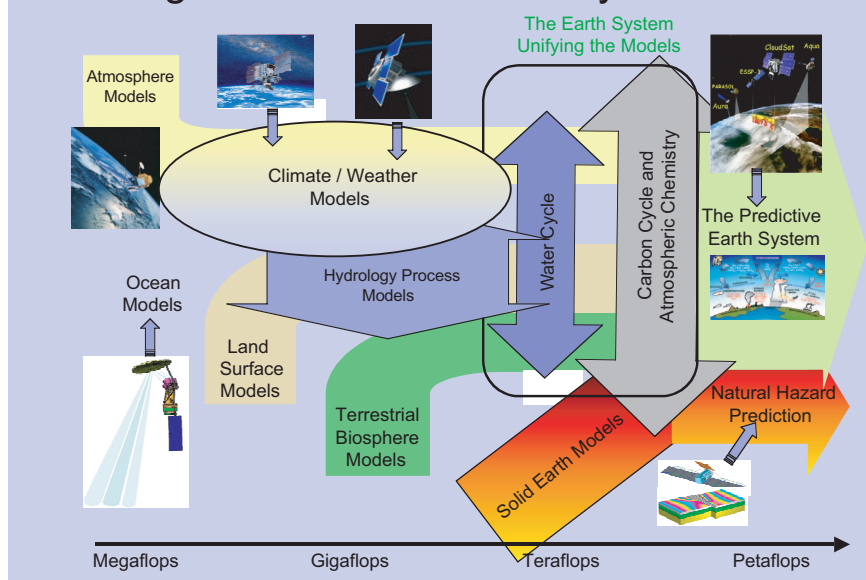 The Earth System
Unifying the Models
Atmosphere
Models
CloudSat
Aqua
PARASOL
Aura
Climate / Weather
Models
Water Cycle
Carbon Cycle and
Atmospheric Chemistry
The Predictive
Earth System
Hydrology Process
Models
Ocean
Models
Land
Surface
Models
Terrestrial
Biosphere
Models
Solid Earth Models
Natural Hazard
Prediction
Megaflops
Gigaflops
Teraflops
Petaflops